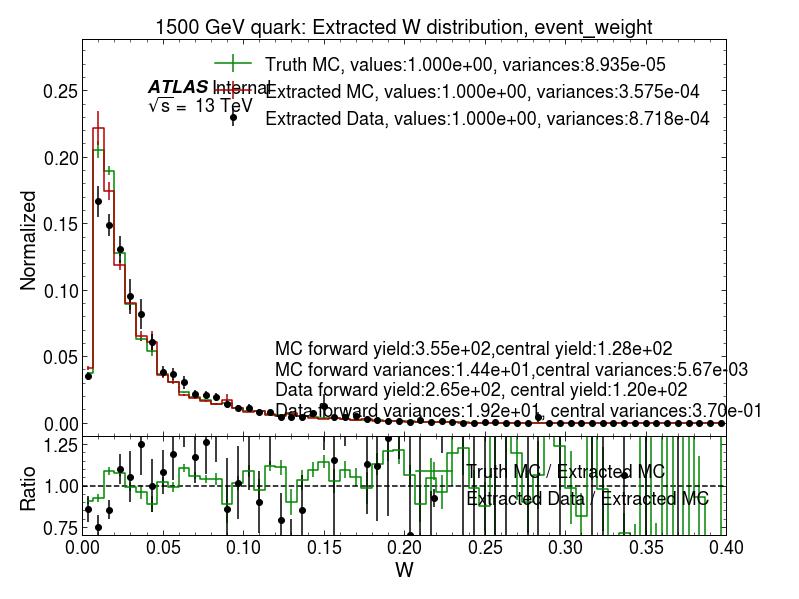 1500 GeV quark: Extracted W distribution, event_weight
Truth MC, values:1.000e+00, variances:8.935e-05
ATLAS Internal
Extracted MC, values:1.000e+00, variances:3.575e-04
√s = 13 TeV
Extracted Data, values:1.000e+00, variances:8.718e-04
Normalized
0.25
0.20
0.15
0.10
0.05
0.00
MC forward yield:3.55e+02,central yield:1.28e+02
MC forward variances:1.44e+01,central variances:5.67e-03
Data forward yield:2.65e+02, central yield:1.20e+02
Data forward variances:1.92e+01, central variances:3.70e-01
Ratio
1.25
1.00
0.75
Truth MC / Extracted MC
Extracted Data / Extracted MC
0.00 0.05 0.10 0.15 0.20 0.25 0.30 0.35 0.40
W